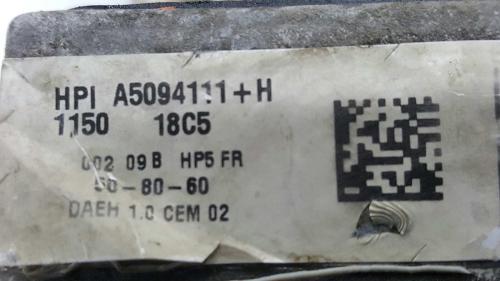 HPI A5094111+H
1150 18C5
002 09B HP5 FR
50-80-60
DAEH 1.0 CEM 02